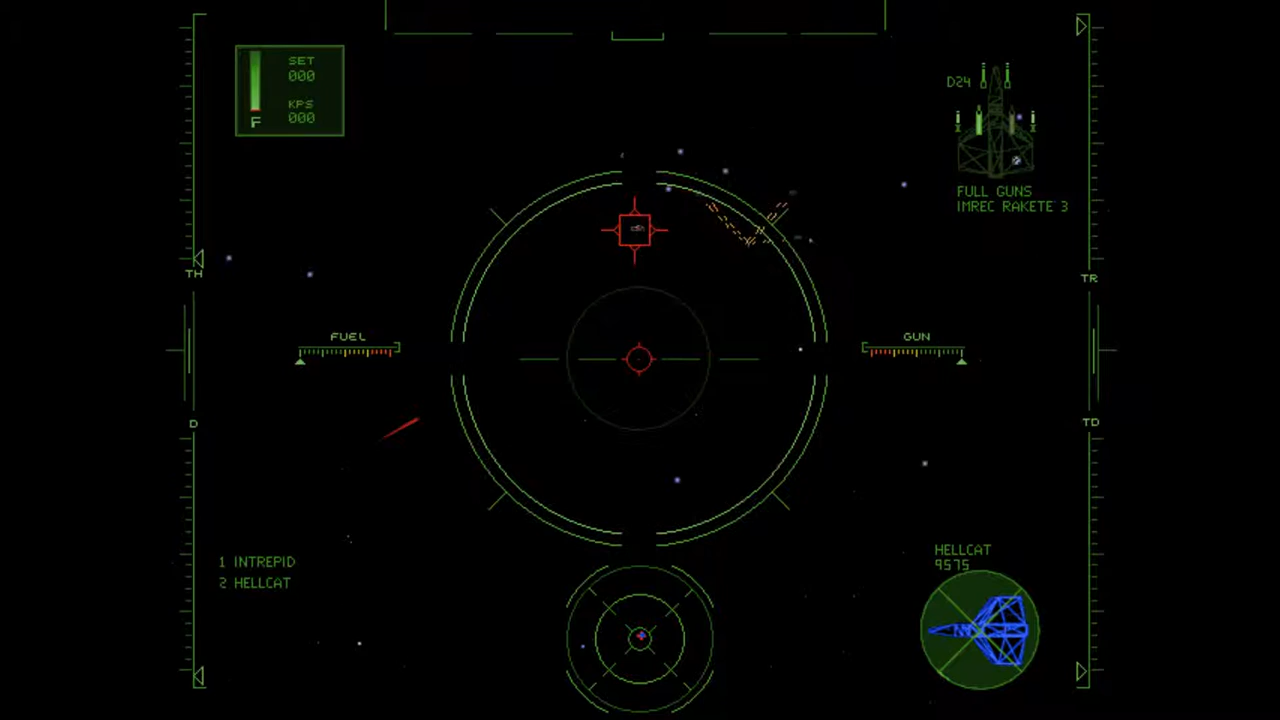 SET
000
KPS
000
F
D24
FULL GUNS
IMREC RAKETE 3
TH
TR
FUEL
GUN
D
TD
1 INTREPID
2 HELLCAT
HELLCAT
9575